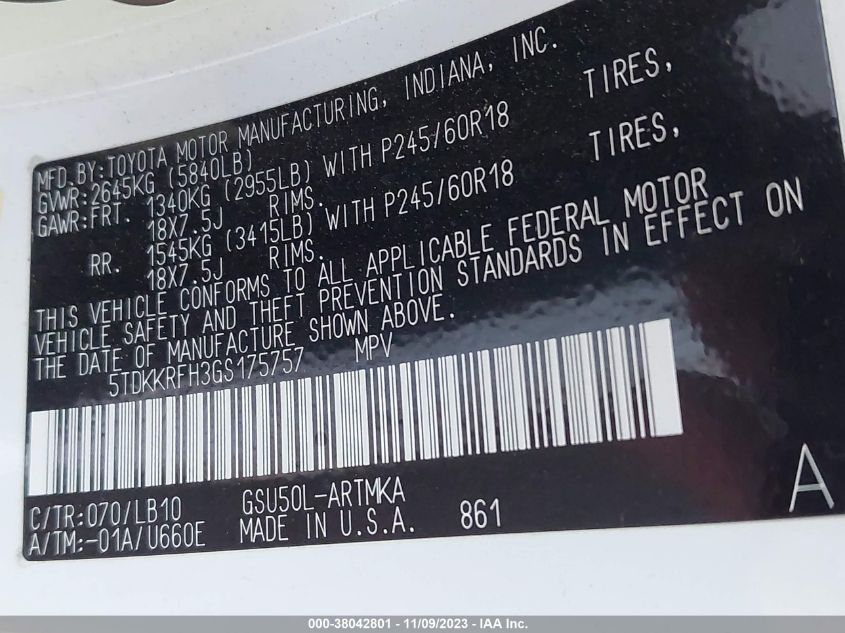 MFD.BY:TOYOTA MOTOR MANUFACTURING, INDIANA, INC.
GVWR:2645KG (5840LB)
GAWR:FRT. 1340KG (2955LB) WITH P245/60R18 TIRES,
18X7.5J RIMS.
RR. 1545KG (3415LB) WITH P245/60R18 TIRES,
18X7.5J RIMS.
THIS VEHICLE CONFORMS TO ALL APPLICABLE FEDERAL MOTOR
VEHICLE SAFETY AND THEFT PREVENTION STANDARDS IN EFFECT ON
THE DATE OF MANUFACTURE SHOWN ABOVE.
5TDKKRFH3GS175757 MPV
C/TR:070/LB10 GSU50L-ARTMKA
A/TM:-01A/U660E MADE IN U.S.A. 861
A
000-38042801 - 11/09/2023 - IAA Inc.